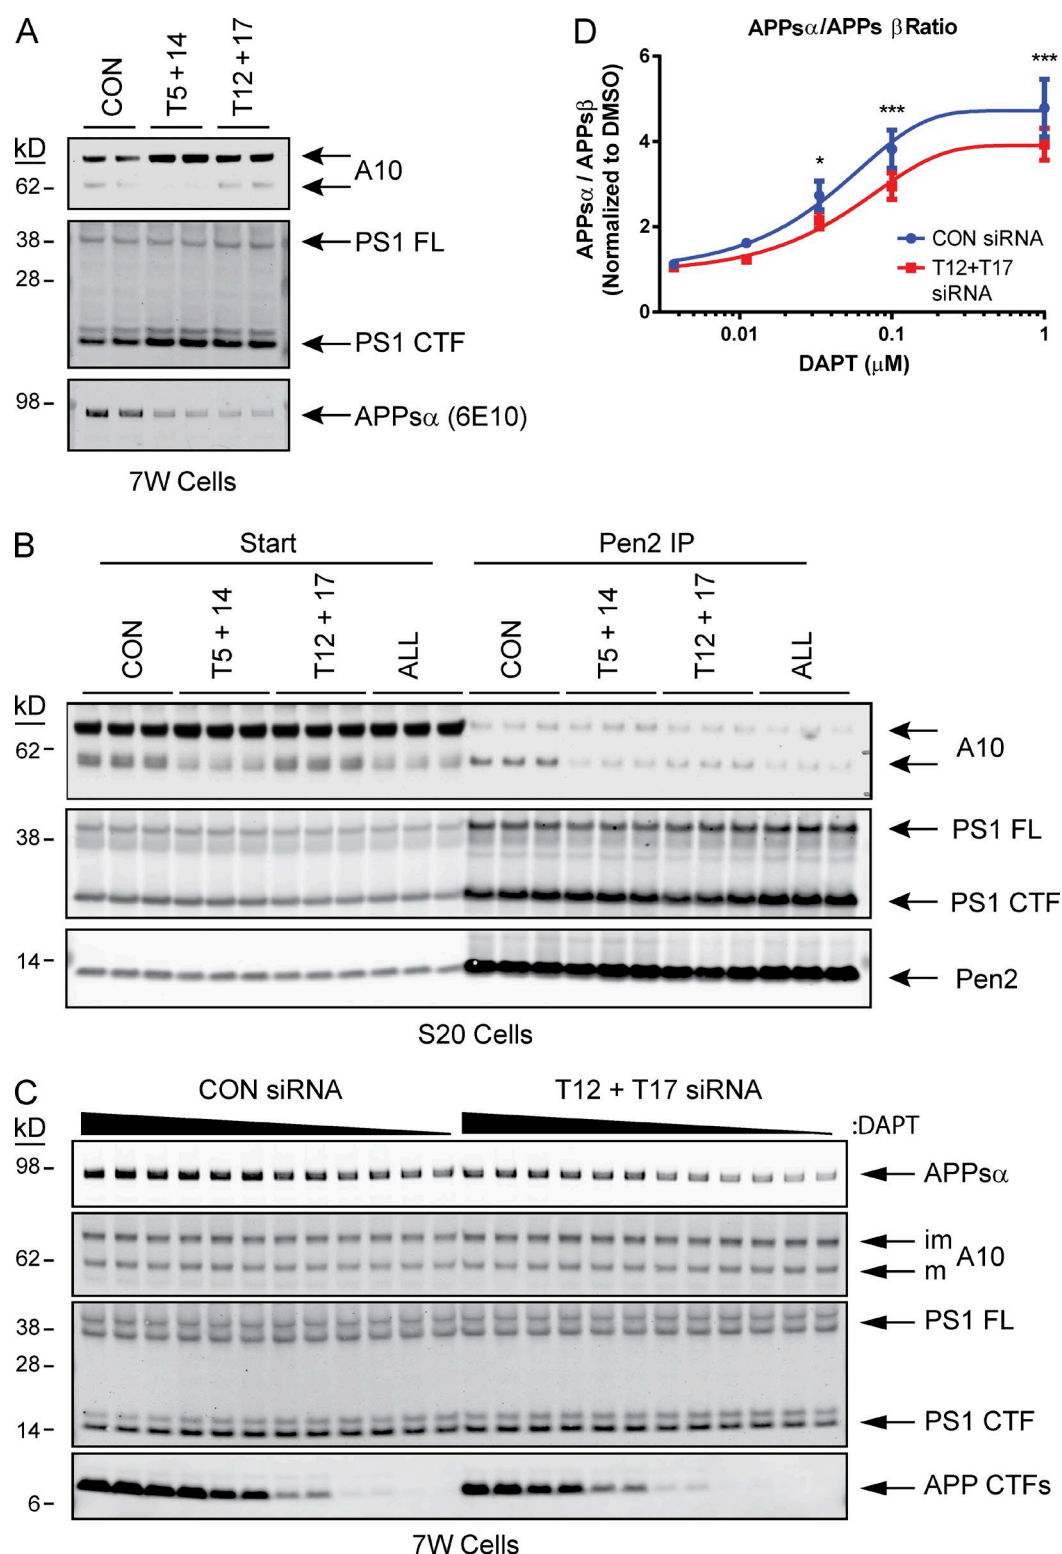 A
CON
T5 + 14
T12 + 17
kD
62
A10
38
PS1 FL
28
PS1 CTF
98
APPsα (6E10)
7W Cells
D
APPsα/APPs βRatio
APPsα / APPsβ
(Normalized to DMSO)
6
4
2
0
*
***
***
CON siRNA
T12+T17
siRNA
0.01
0.1
1
DAPT (μM)
B
Start
Pen2 IP
CON
T5 + 14
T12 + 17
ALL
CON
T5 + 14
T12 + 17
ALL
kD
62
A10
38
PS1 FL
PS1 CTF
14
Pen2
S20 Cells
C
CON siRNA
T12 + T17 siRNA
kD
:DAPT
98
APPsα
im
A10
62
m
38
PS1 FL
28
14
PS1 CTF
6
APP CTFs
7W Cells